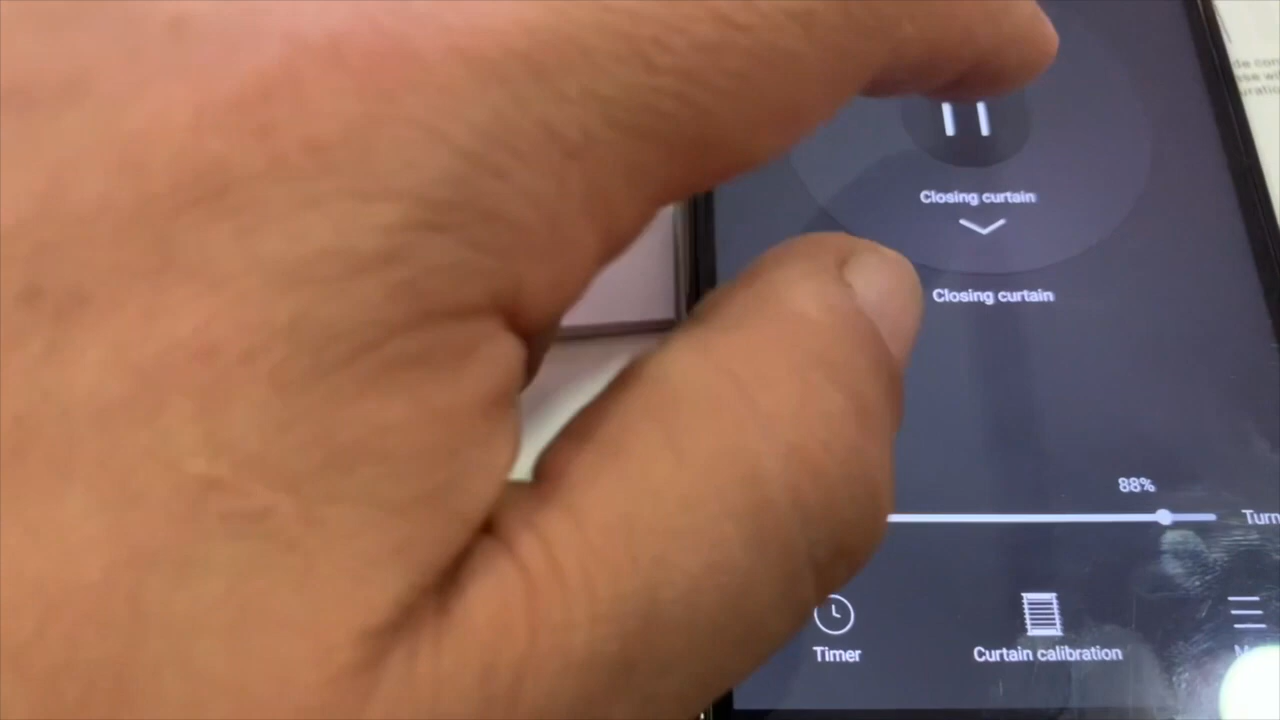 Closing curtain
Closing curtain
88%
Turn
Timer
Curtain calibration